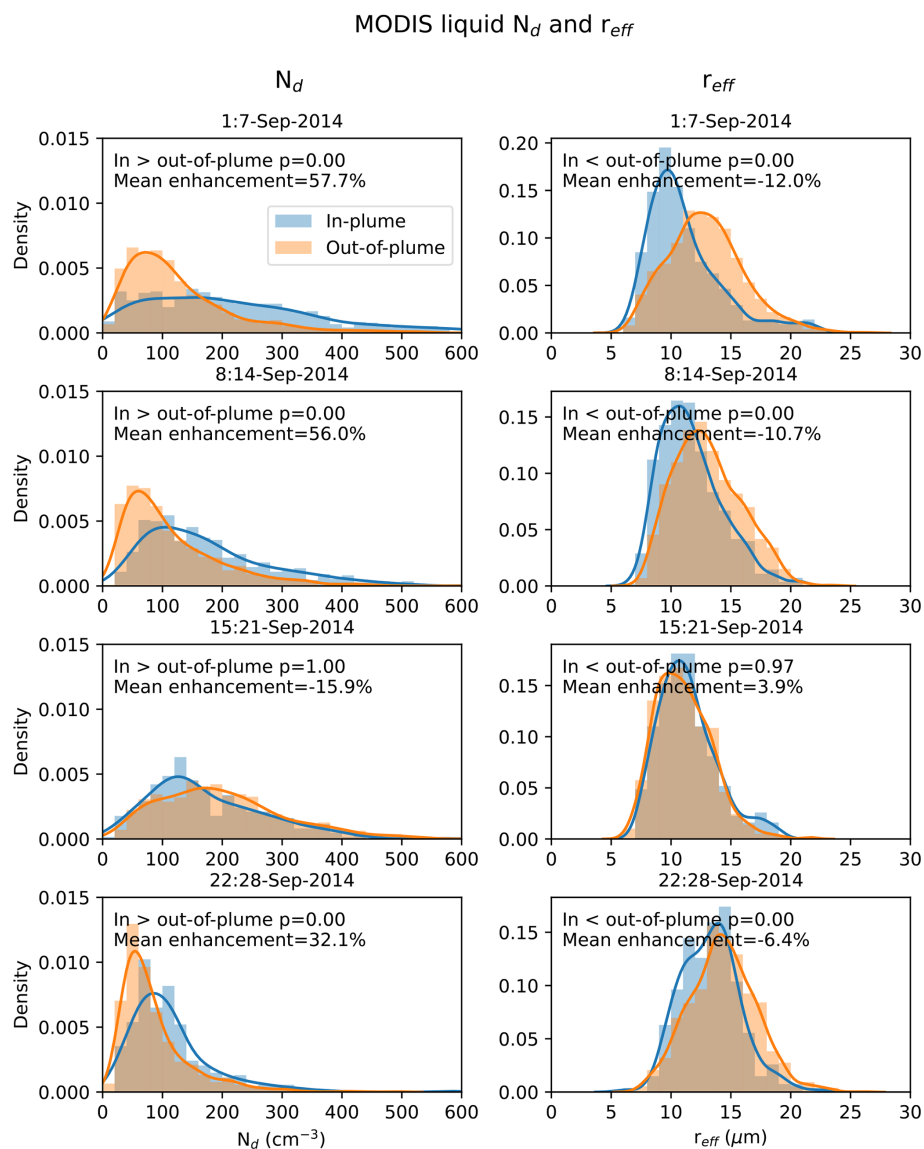 MODIS liquid N_d and r_eff
N_d
r_eff
1:7-Sep-2014
1:7-Sep-2014
0.015
0.010
0.005
0.000
Density
In > out-of-plume p=0.00
Mean enhancement=57.7%
In-plume
Out-of-plume
0 100 200 300 400 500 600
0.20
0.15
0.10
0.05
0.00
In < out-of-plume p=0.00
Mean enhancement=-12.0%
0 5 10 15 20 25 30
8:14-Sep-2014
8:14-Sep-2014
0.015
0.010
0.005
0.000
Density
In > out-of-plume p=0.00
Mean enhancement=56.0%
0 100 200 300 400 500 600
0.15
0.10
0.05
0.00
In < out-of-plume p=0.00
Mean enhancement=-10.7%
0 5 10 15 20 25 30
15:21-Sep-2014
15:21-Sep-2014
0.015
0.010
0.005
0.000
Density
In > out-of-plume p=1.00
Mean enhancement=-15.9%
0 100 200 300 400 500 600
0.15
0.10
0.05
0.00
In < out-of-plume p=0.97
Mean enhancement=3.9%
0 5 10 15 20 25 30
22:28-Sep-2014
22:28-Sep-2014
0.015
0.010
0.005
0.000
Density
In > out-of-plume p=0.00
Mean enhancement=32.1%
0 100 200 300 400 500 600
N_d (cm⁻³)
0.15
0.10
0.05
0.00
In < out-of-plume p=0.00
Mean enhancement=-6.4%
0 5 10 15 20 25 30
r_eff (μm)